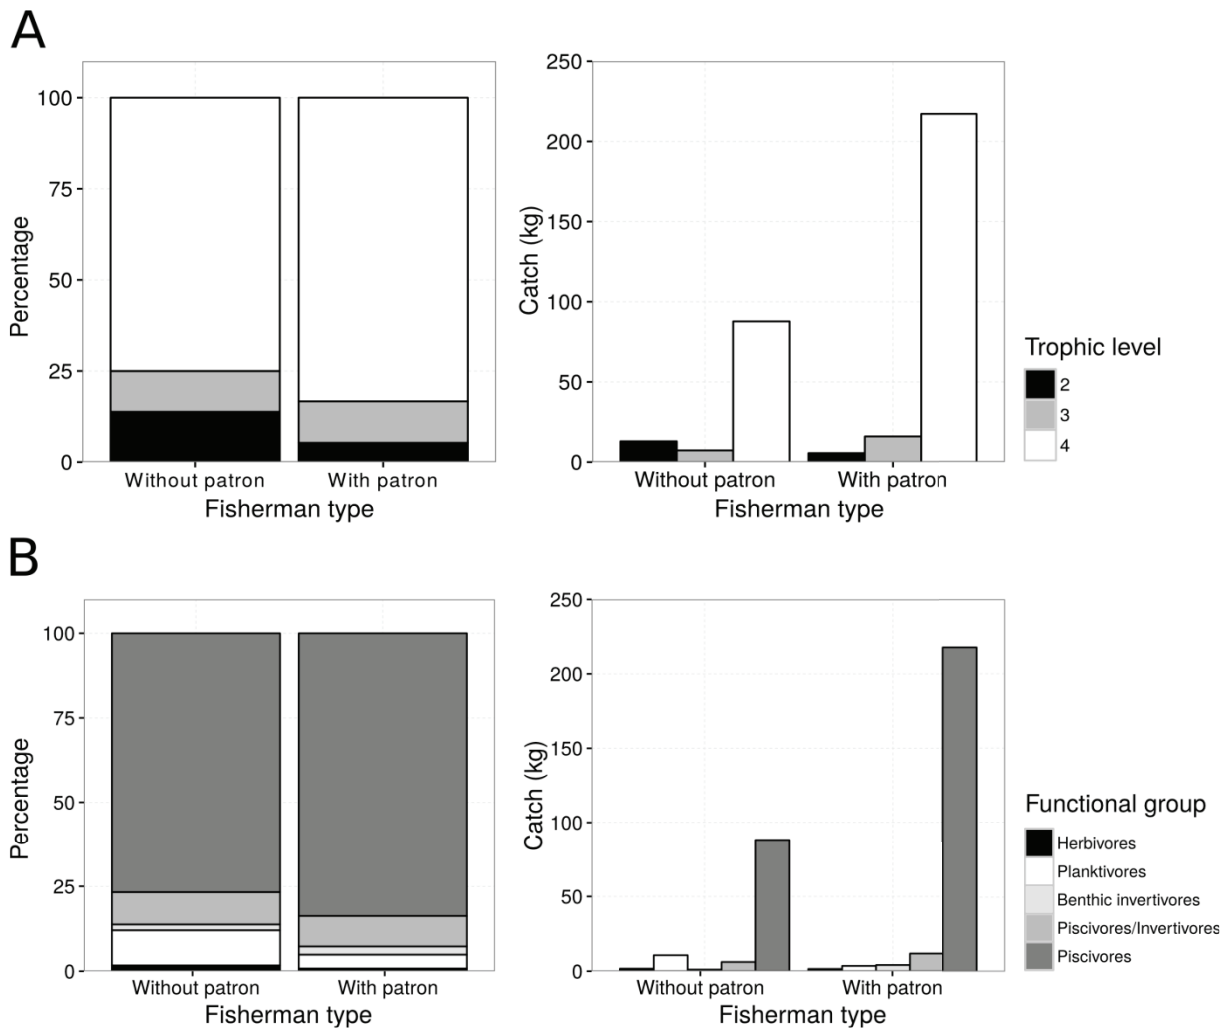 A
Percentage
100
75
50
25
0
Without patron
With patron
Fisherman type
Catch (kg)
250
200
150
100
50
0
Without patron
With patron
Fisherman type
Trophic level
2
3
4
B
Percentage
100
75
50
25
0
Without patron
With patron
Fisherman type
Catch (kg)
250
200
150
100
50
0
Without patron
With patron
Fisherman type
Functional group
Herbivores
Planktivores
Benthic invertivores
Piscivores/Invertivores
Piscivores